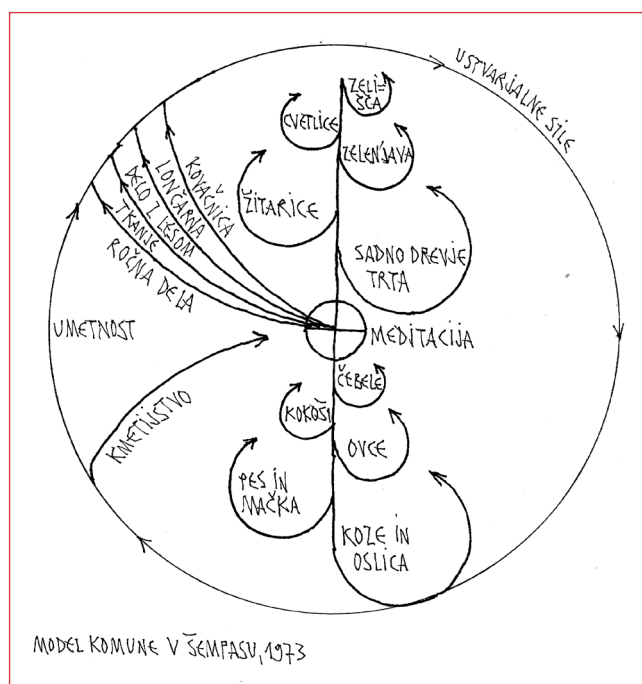 USTVARJALNE SILE
ZELI=
ŠČA
CVETLICE
ZELENJAVA
ŽITARICE
SADNO DREVJE
TRTA
KOVAČNICA
LONČARNA
DELO Z LESOM
TKANJE
ROČNA DELA
UMETNOST
MEDITACIJA
KMETIJSTVO
ČEBELE
KOKOŠI
OVCE
PES IN
MAČKA
KOZE IN
OSLICA
MODEL KOMUNE V ŠEMPASU, 1973